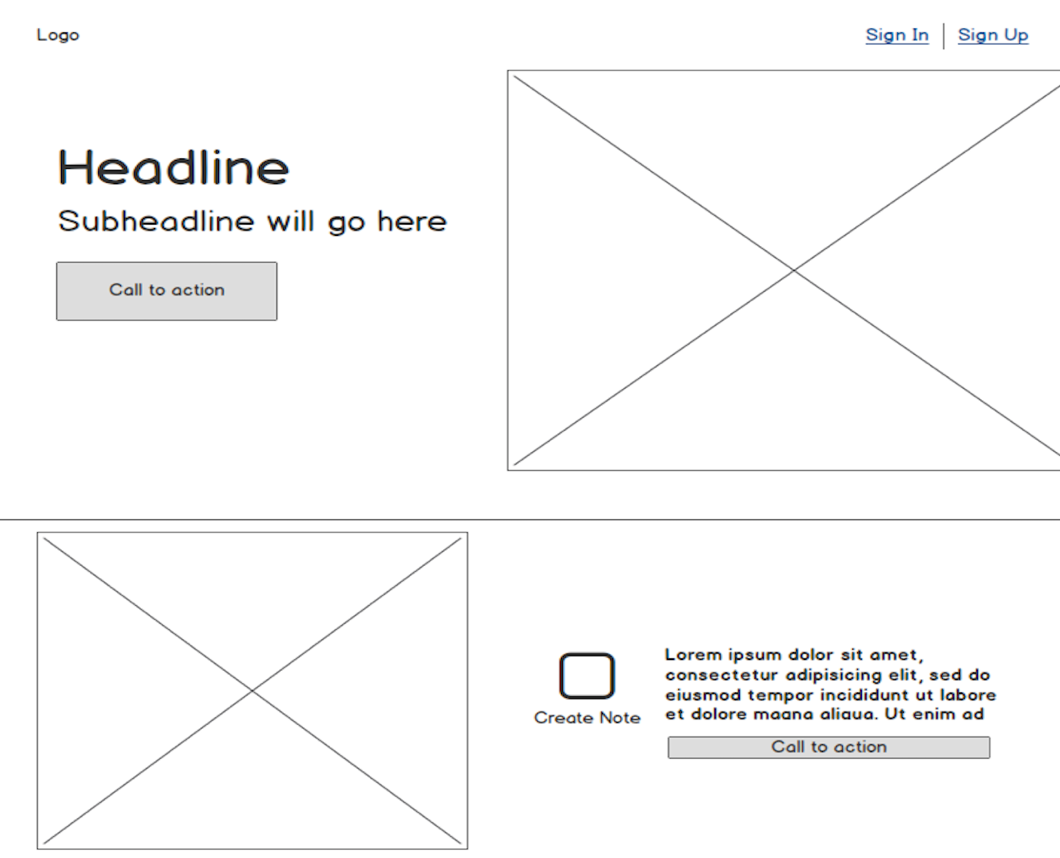 Logo
Sign In
Sign Up
Headline
Subheadline will go here
Call to action
Create Note
Lorem ipsum dolor sit amet,
consectetur adipisicing elit, sed do
eiusmod tempor incididunt ut labore
et dolore magna aliqua. Ut enim ad
Call to action